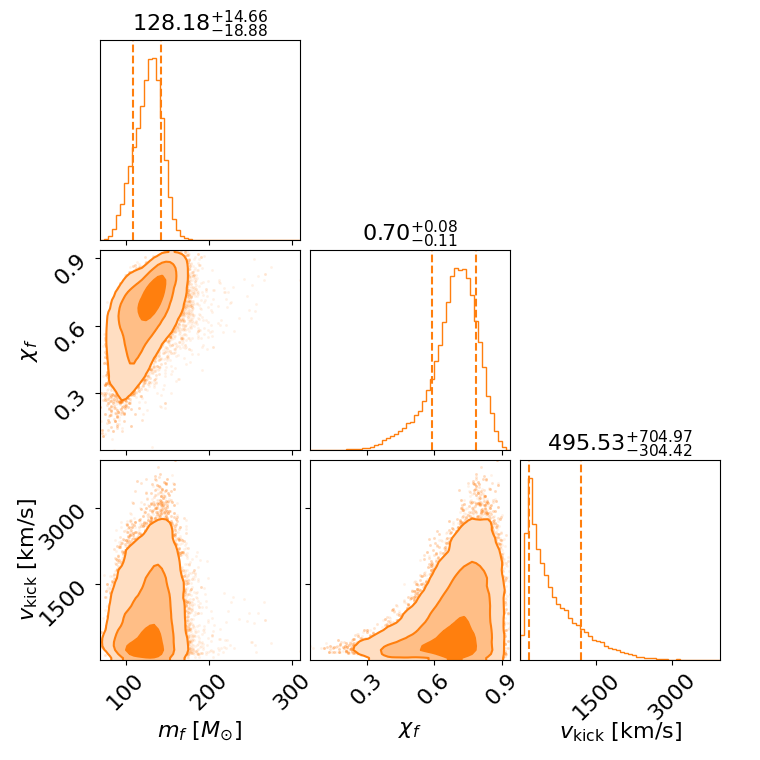 128.18+14.66−18.88
0.70+0.08−0.11
495.53+704.97−304.42
χf
0.9
0.6
0.3
vkick [km/s]
3000
1500
100 200 300
0.3 0.6 0.9
1500 3000
mf [M⊙]
χf
vkick [km/s]